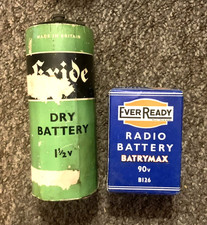 MADE IN BRITAIN
Exide
DRY
BATTERY
1½v
EVER READY
RADIO
BATTERY
BATRYMAX
90v
B126